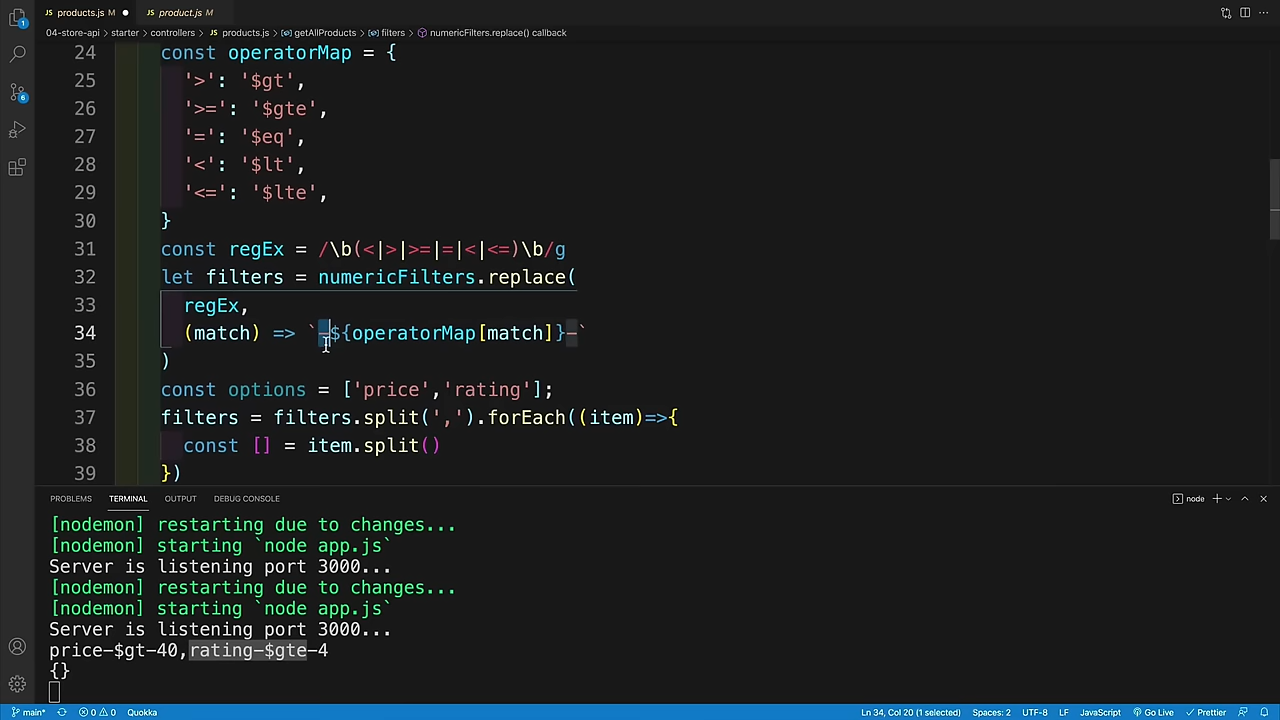 products.js M ● product.js M
04-store-api > starter > controllers > JS products.js > getAllProducts > filters > numericFilters.replace() callback
24 const operatorMap = {
25 '>': '$gt',
26 '>=': '$gte',
27 '=': '$eq',
28 '<': '$lt',
29 '<=': '$lte',
30 }
31 const regEx = /\b(<|>|>=|=|<|<=)\b/g
32 let filters = numericFilters.replace(
33 regEx,
34 (match) => `-${operatorMap[match]}-`
35 )
36 const options = ['price','rating'];
37 filters = filters.split(',').forEach((item)=>{
38 const [] = item.split()
39 })
PROBLEMS TERMINAL OUTPUT DEBUG CONSOLE node
[nodemon] restarting due to changes...
[nodemon] starting `node app.js`
Server is listening port 3000...
[nodemon] restarting due to changes...
[nodemon] starting `node app.js`
Server is listening port 3000...
price-$gt-40,rating-$gte-4
{}
main* 0 0 Quokka Ln 34, Col 20 (1 selected) Spaces: 2 UTF-8 LF JavaScript Go Live Prettier